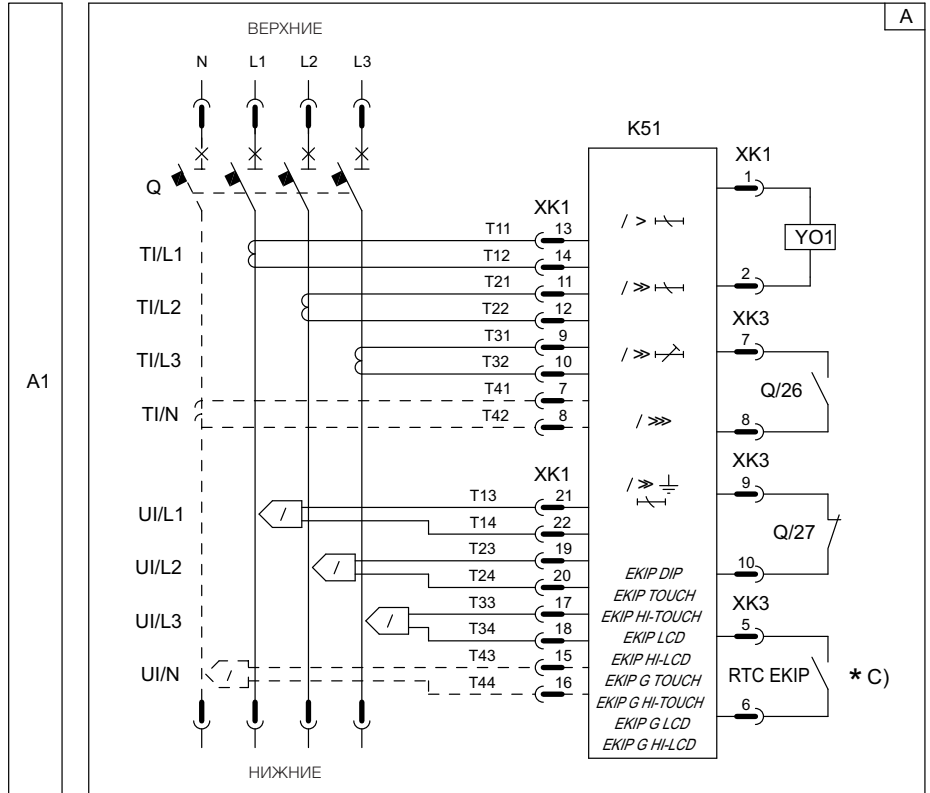 A
ВЕРХНИЕ
N L1 L2 L3
K51
XK1
1
Q
XK1
T11 13
YO1
TI/L1
T12 14
T21 11
2
TI/L2
T22 12
XK3
T31 9
7
TI/L3
T32 10
A1
T41 7
Q/26
TI/N
T42 8
8
XK3
XK1
9
T13 21
UI/L1
T14 22
Q/27
T23 19
UI/L2
T24 20
10
EKIP DIP
EKIP TOUCH
XK3
T33 17
EKIP HI-TOUCH
5
UI/L3
T34 18
EKIP LCD
T43 15
EKIP HI-LCD
UI/N
RTC EKIP
* C)
T44 16
EKIP G TOUCH
EKIP G HI-TOUCH
6
EKIP G LCD
EKIP G HI-LCD
НИЖНИЕ